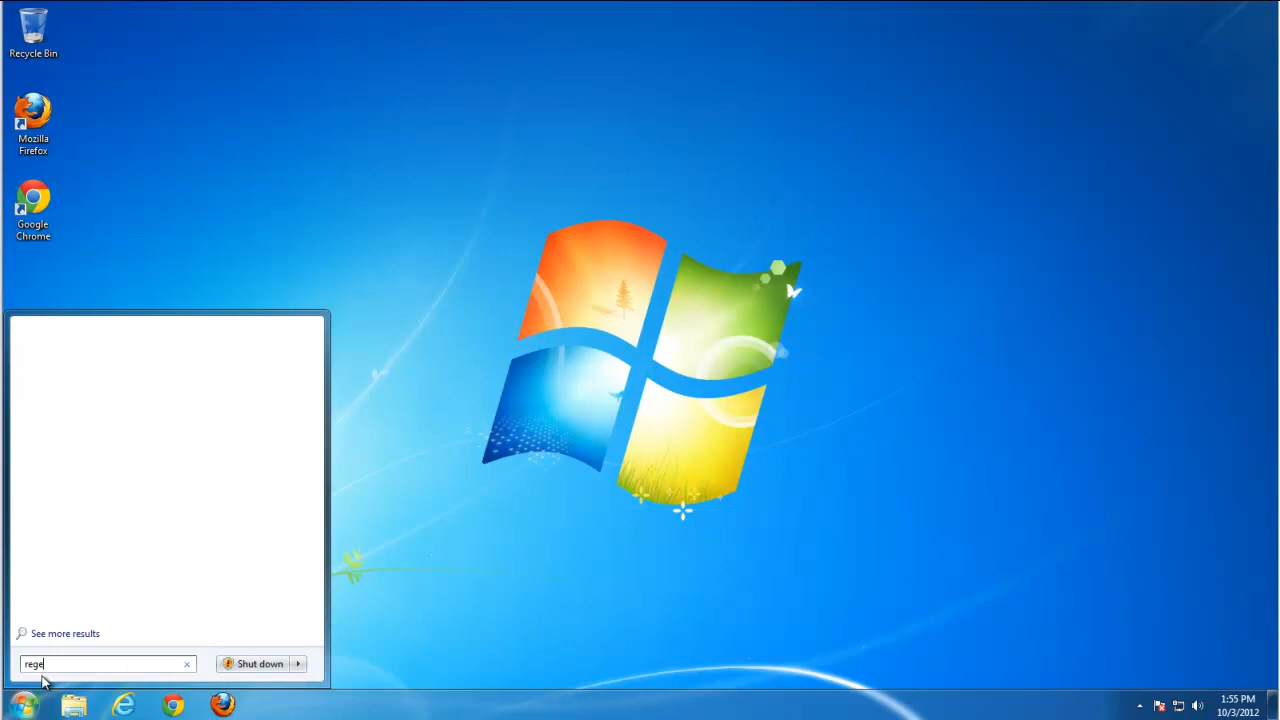 Recycle Bin
Mozilla
Firefox
Google
Chrome
See more results
rege
Shut down
1:55 PM
10/3/2012